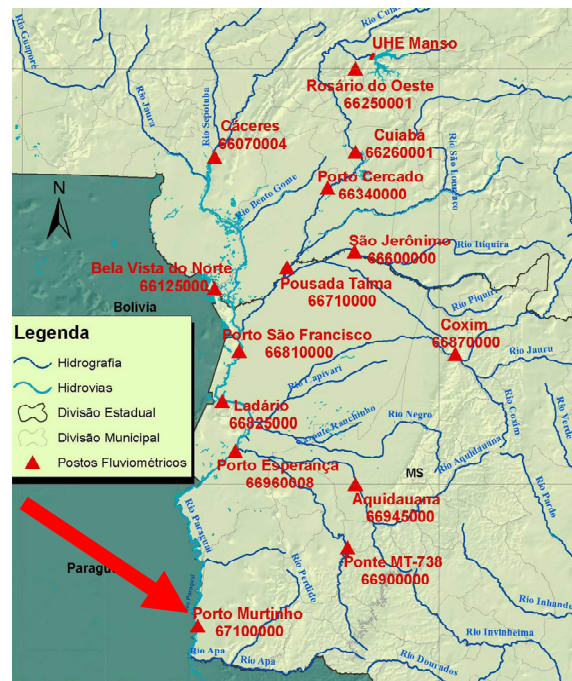 Rio Guaporé
Rio Jauru
Rio Sepotuba
UHE Manso
Rosário do Oeste
66250001
Cáceres
66070004
Cuiabá
66260001
Rio São Lourenço
Porto Cercado
66340000
Rio Bento Gome
N
São Jerônimo
66600000
Rio Itiquira
Bela Vista do Norte
66125000
Pousada Taima
66710000
Bolivia
Rio Piquiri
Legenda
Hidrografia
Hidrovias
Divisão Estadual
Divisão Municipal
Postos Fluviométricos
Porto São Francisco
66810000
Coxim
66870000
Rio Jauru
Rio Capivari
Rio Coxim
Rio Verde
Ladário
66825000
Rio Negro
Rio Aquidauana
Porto Esperança
66960008
MS
Aquidauana
66945000
Rio Pardo
Rio Paraguai
Ponte MT-738
66900000
Paragua
Rio Perdido
Rio Inhandu
Porto Murtinho
67100000
Rio Invinheima
Rio Apa
Rio Apa
Rio Dourados